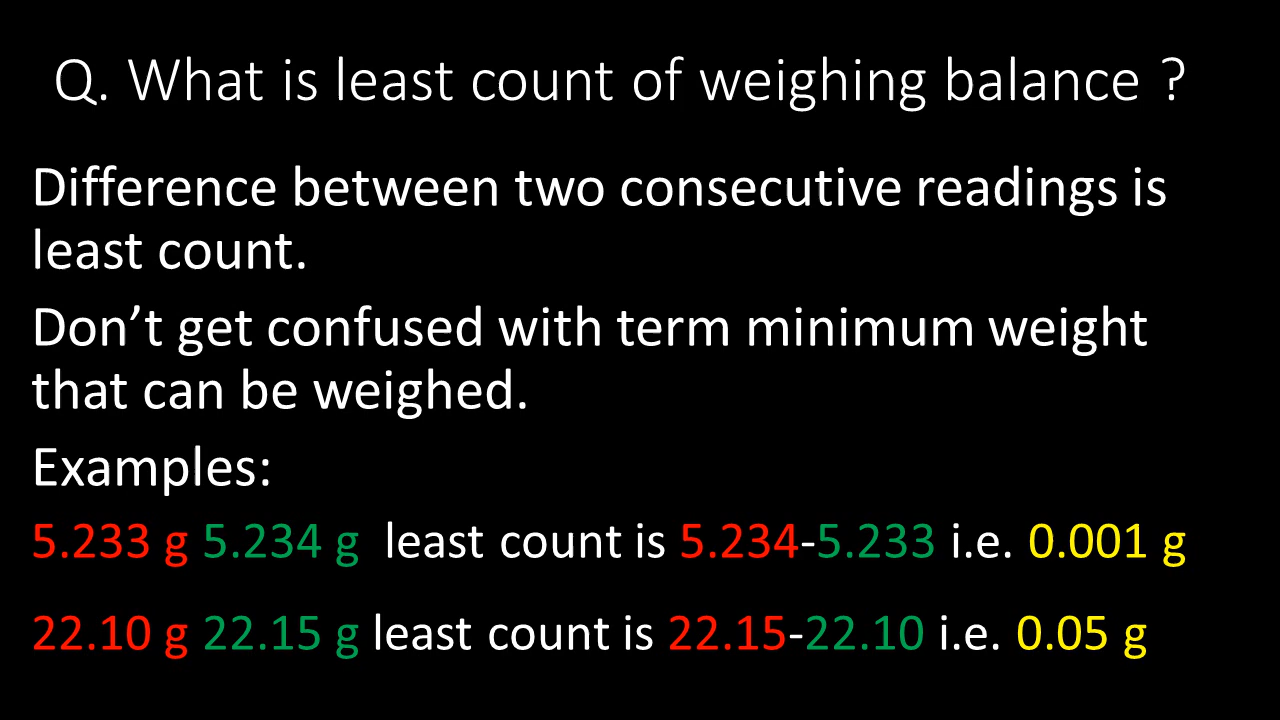 Q. What is least count of weighing balance ?
Difference between two consecutive readings is
least count.
Don’t get confused with term minimum weight
that can be weighed.
Examples:
5.233 g 5.234 g  least count is 5.234-5.233 i.e. 0.001 g
22.10 g 22.15 g least count is 22.15-22.10 i.e. 0.05 g